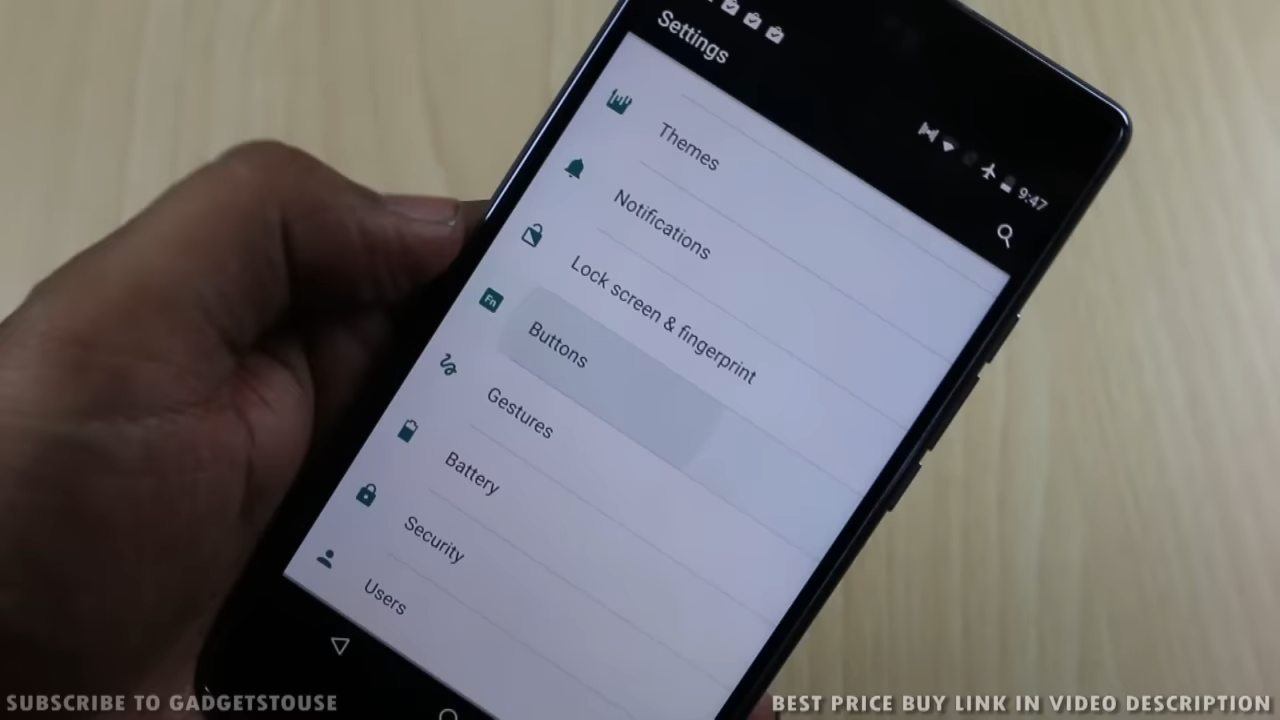 Settings
9:47
Themes
Notifications
Lock screen & fingerprint
Fn
Buttons
Gestures
Battery
Security
Users
SUBSCRIBE TO GADGETSTOUSE
BEST PRICE BUY LINK IN VIDEO DESCRIPTION